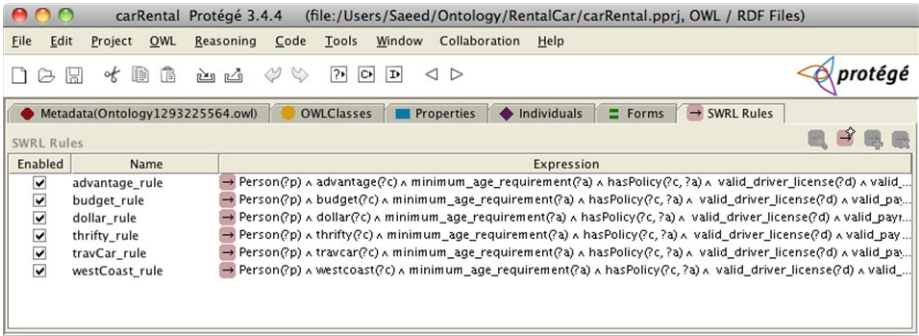 carRental Protégé 3.4.4 (file:/Users/Saeed/Ontology/RentalCar/carRental.pprj, OWL / RDF Files)
File Edit Project OWL Reasoning Code Tools Window Collaboration Help
protégé
Metadata(Ontology1293225564.owl) OWLClasses Properties Individuals Forms SWRL Rules
SWRL Rules
Enabled Name Expression
advantage_rule Person(?p) ∧ advantage(?c) ∧ minimum_age_requirement(?a) ∧ hasPolicy(?c, ?a) ∧ valid_driver_license(?d) ∧ valid_...
budget_rule Person(?p) ∧ budget(?c) ∧ minimum_age_requirement(?a) ∧ hasPolicy(?c, ?a) ∧ valid_driver_license(?d) ∧ valid_pay...
dollar_rule Person(?p) ∧ dollar(?c) ∧ minimum_age_requirement(?a) ∧ hasPolicy(?c, ?a) ∧ valid_driver_license(?d) ∧ valid_payr...
thrifty_rule Person(?p) ∧ thrifty(?c) ∧ minimum_age_requirement(?a) ∧ hasPolicy(?c, ?a) ∧ valid_driver_license(?d) ∧ valid_pay...
travCar_rule Person(?p) ∧ travcar(?c) ∧ minimum_age_requirement(?a) ∧ hasPolicy(?c, ?a) ∧ valid_driver_license(?d) ∧ valid_pa...
westCoast_rule Person(?p) ∧ westcoast(?c) ∧ minimum_age_requirement(?a) ∧ hasPolicy(?c, ?a) ∧ valid_driver_license(?d) ∧ valid_...